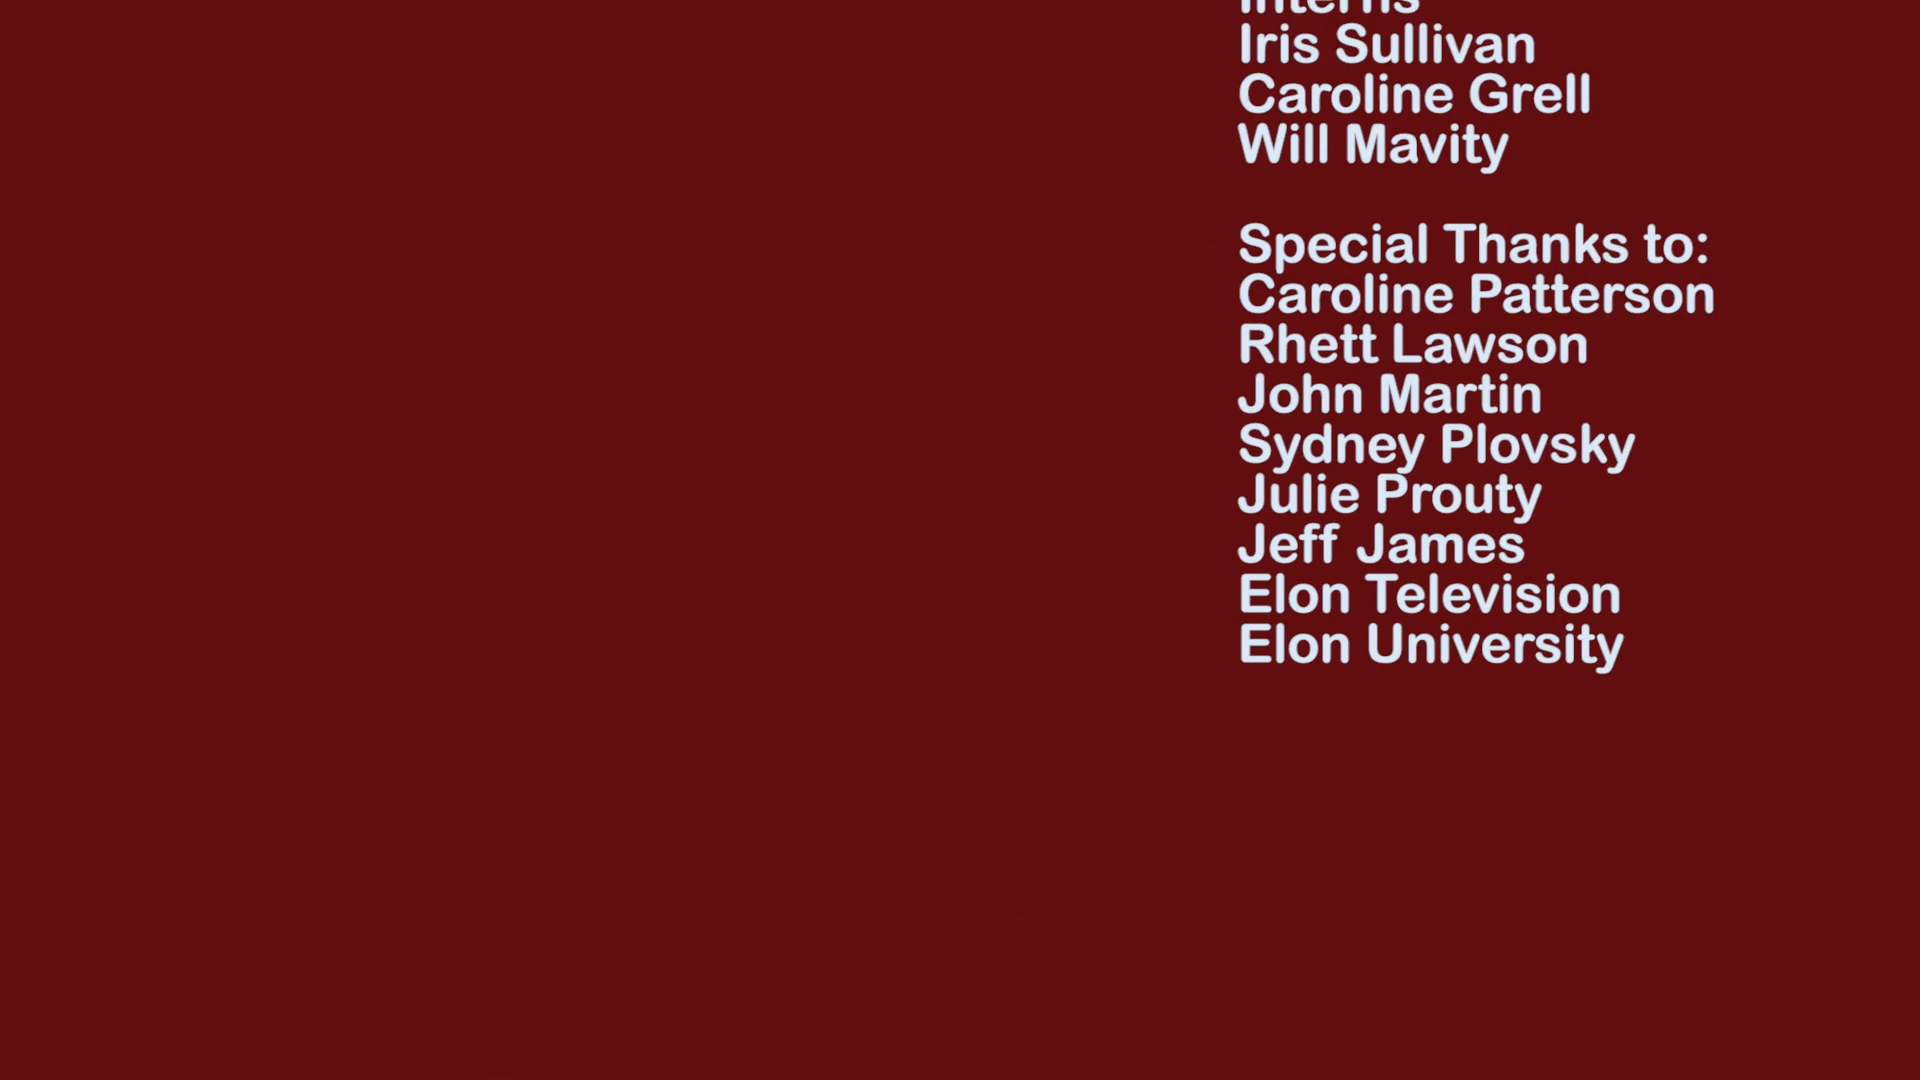 Interns
Iris Sullivan
Caroline Grell
Will Mavity
Special Thanks to:
Caroline Patterson
Rhett Lawson
John Martin
Sydney Plovsky
Julie Prouty
Jeff James
Elon Television
Elon University